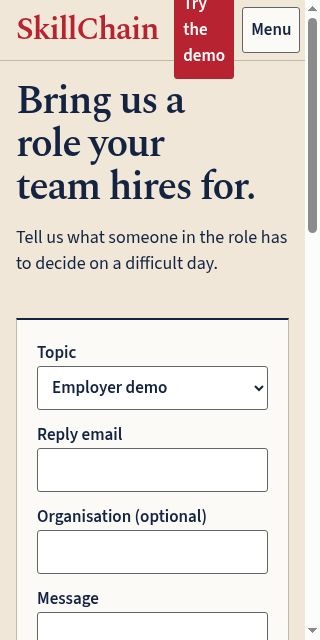 SkillChain
Try
the
demo
Menu
Bring us a
role your
team hires for.
Tell us what someone in the role has
to decide on a difficult day.
Topic
Employer demo
Reply email
Organisation (optional)
Message